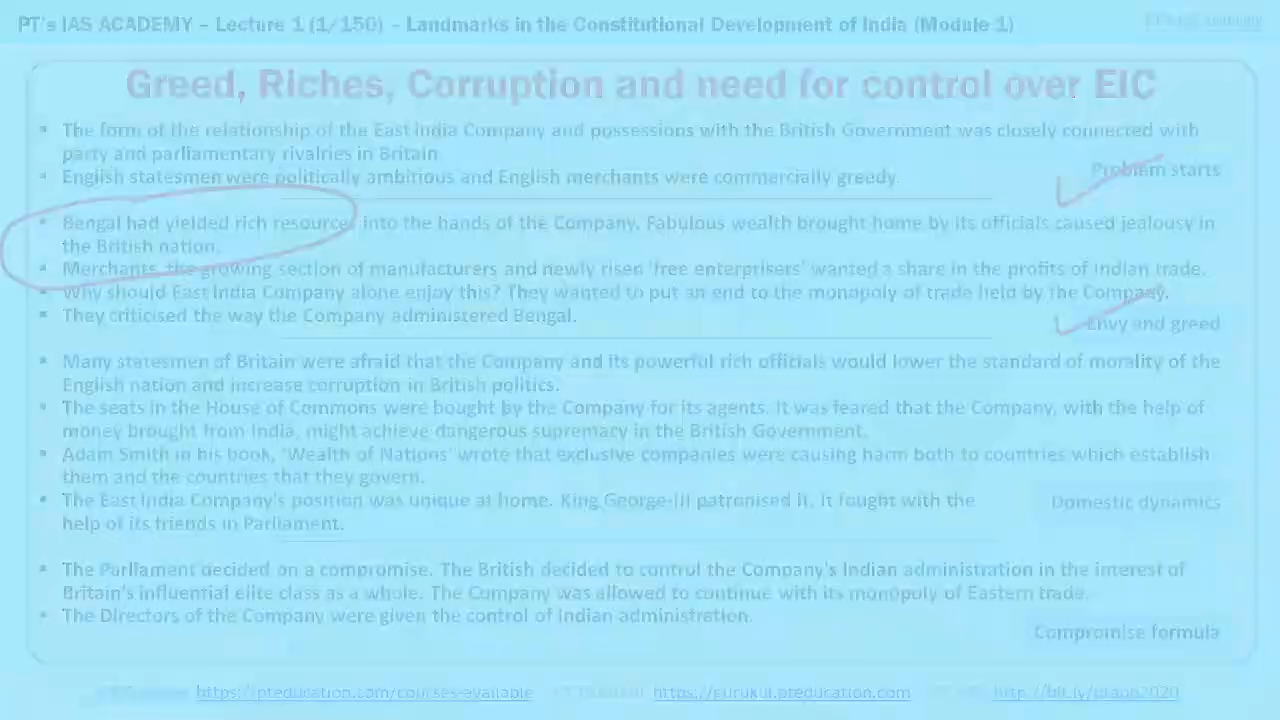 PT's IAS ACADEMY – Lecture 1 (1/150) – Landmarks in the Constitutional Development of India (Module 1)
Greed, Riches, Corruption and need for control over EIC
▪ The form of the relationship of the East India Company and possessions with the British Government was closely connected with
party and parliamentary rivalries in Britain.
▪ English statesmen were politically ambitious and English merchants were commercially greedy.
Problem starts
▪ Bengal had yielded rich resources into the hands of the Company. Fabulous wealth brought home by its officials caused jealousy in
the British nation.
▪ Merchants, the growing section of manufacturers and newly risen 'free enterprisers' wanted a share in the profits of Indian trade.
▪ Why should East India Company alone enjoy this? They wanted to put an end to the monopoly of trade held by the Company.
▪ They criticised the way the Company administered Bengal.
Envy and greed
▪ Many statesmen of Britain were afraid that the Company and its powerful rich officials would lower the standard of morality of the
English nation and increase corruption in British politics.
▪ The seats in the House of Commons were bought by the Company for its agents. It was feared that the Company, with the help of
money brought from India, might achieve dangerous supremacy in the British Government.
▪ Adam Smith in his book, 'Wealth of Nations' wrote that exclusive companies were causing harm both to countries which establish
them and the countries that they govern.
▪ The East India Company's position was unique at home. King George-III patronised it. It fought with the
help of its friends in Parliament.
Domestic dynamics
▪ The Parliament decided on a compromise. The British decided to control the Company's Indian administration in the interest of
Britain's influential elite class as a whole. The Company was allowed to continue with its monopoly of Eastern trade.
▪ The Directors of the Company were given the control of Indian administration.
Compromise formula
https://pteducation.com/courses-available https://gurukul.pteducation.com